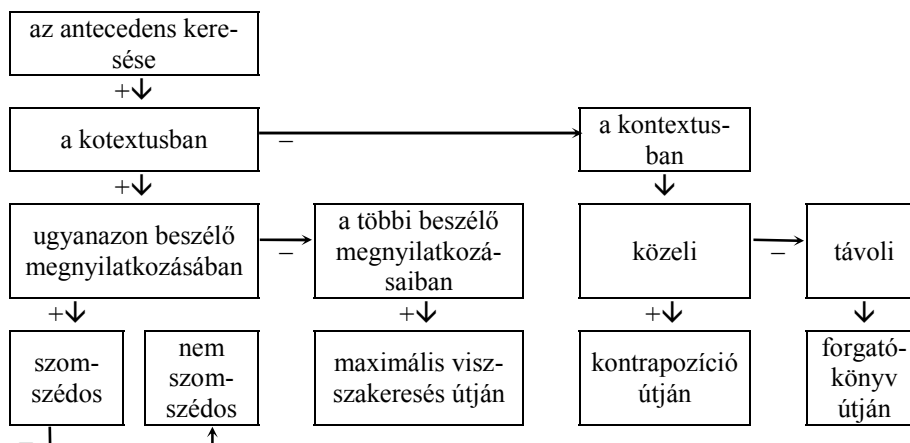 az antecedens kere-
sése
+
a kotextusban
–
a kontextus-
ban
+
ugyanazon beszélő
megnyilatkozásában
–
a többi beszélő
megnyilatkozá-
saiban
közeli
–
távoli
+
+
+
szom-
szédos
nem
szom-
szédos
maximális visz-
szakeresés útján
kontrapozíció
útján
forgató-
könyv
útján
–